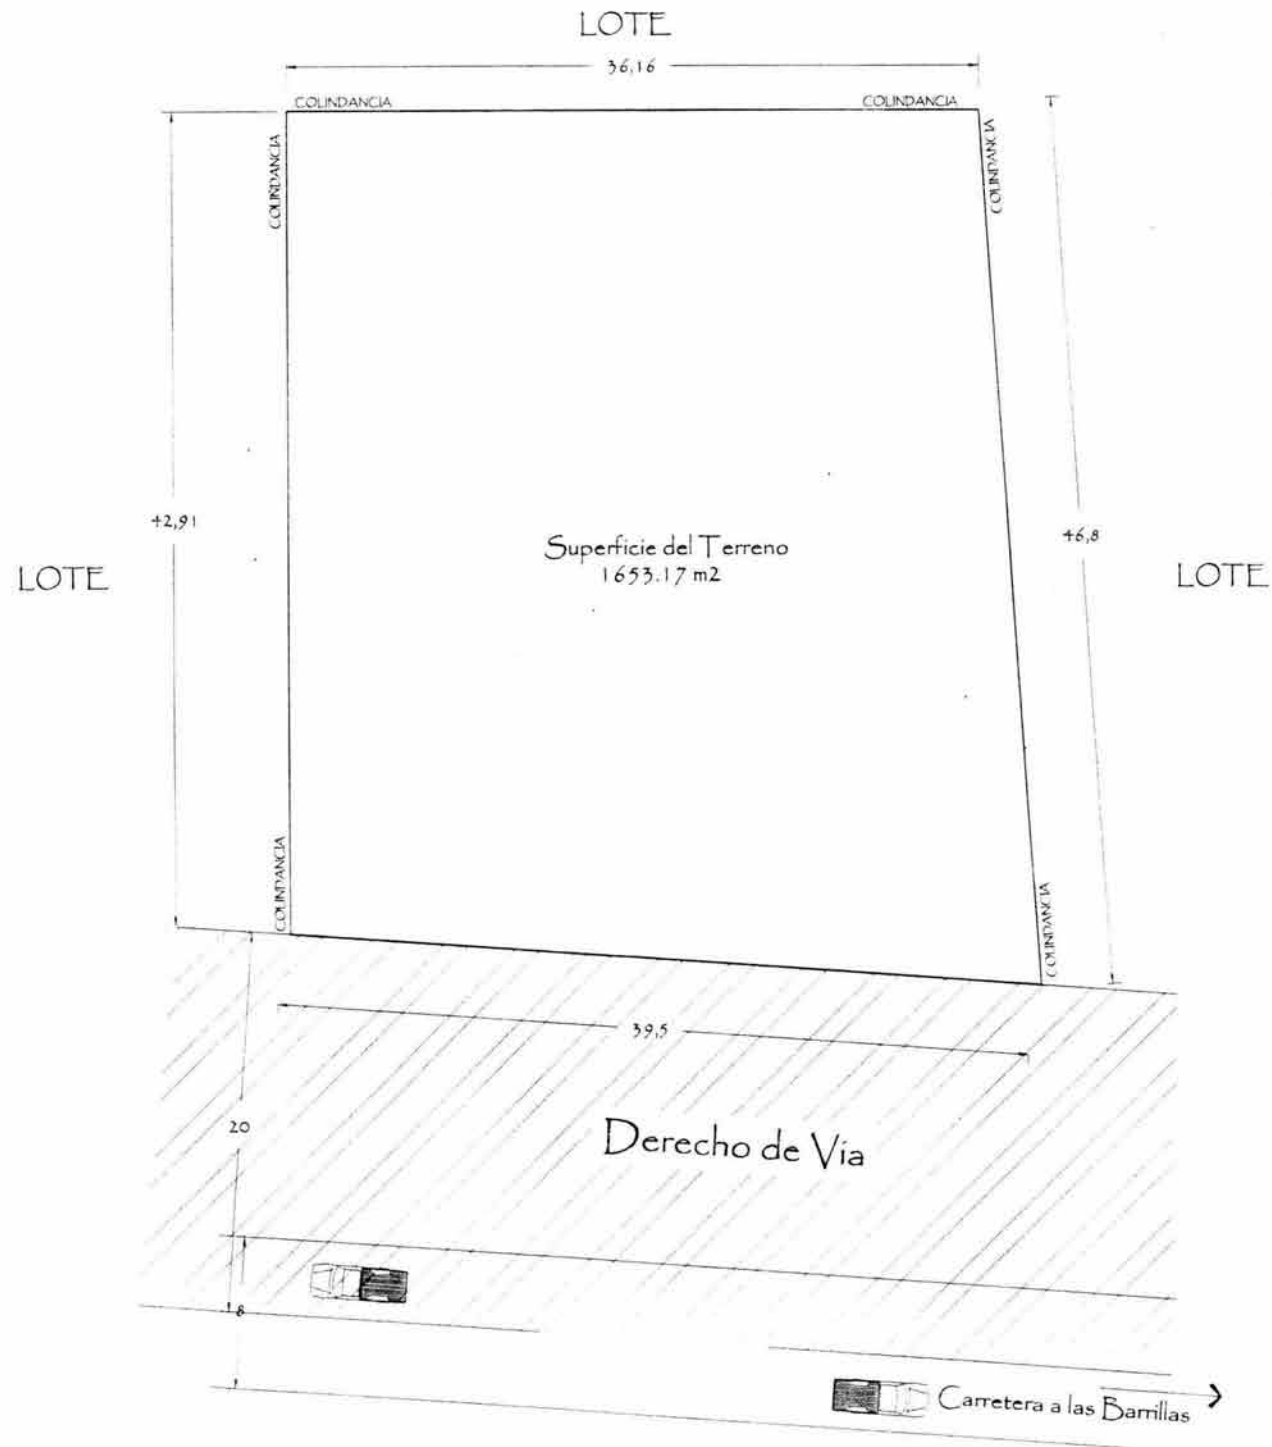 LOTE
36,16
COLINDANCIA
COLINDANCIA
COLINDANCIA
COLINDANCIA
42,91
46,8
LOTE
Superficie del Terreno
1653.17 m2
LOTE
COLINDANCIA
COLINDANCIA
39,5
20
Derecho de Vía
8
Carretera a las Barrillas